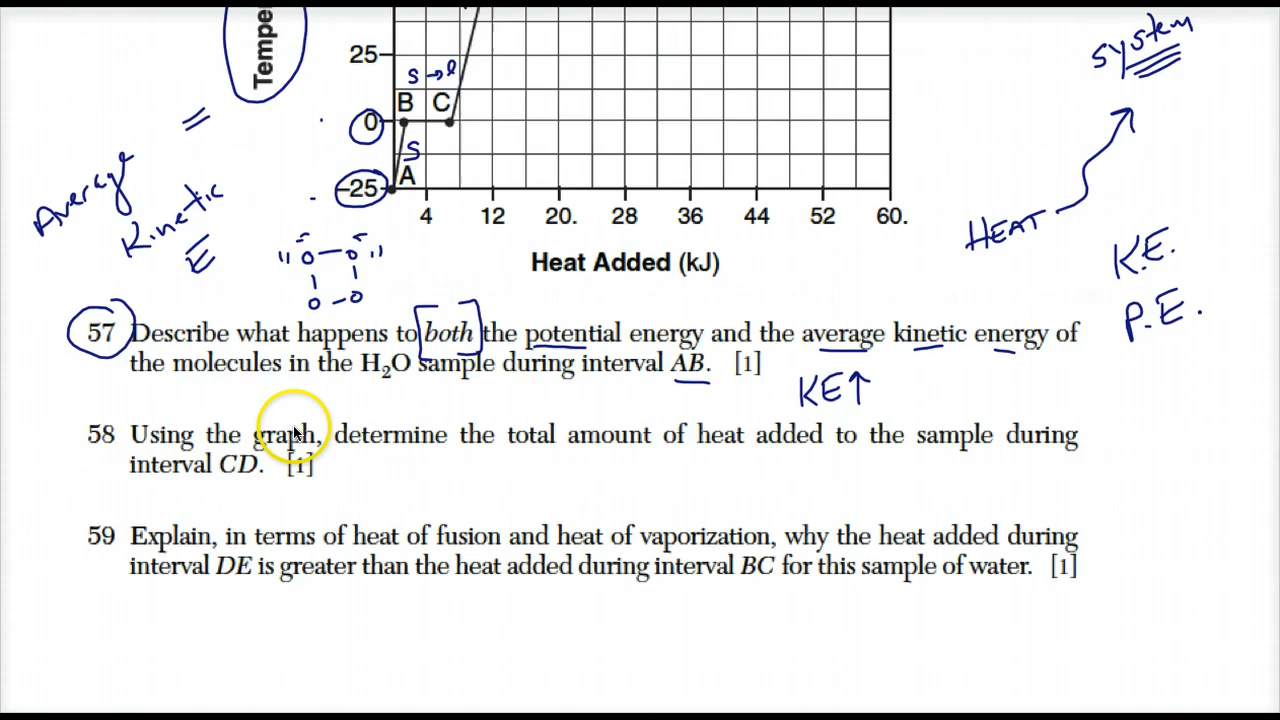 Tempe
25
S → l
B C
0
S
A
-25
4 12 20. 28 36 44 52 60.
Heat Added (kJ)
system
HEAT
K.E.
P.E.
=
Average
Kinetic
E
"o—o"
o–o
57 Describe what happens to [both] the potential energy and the average kinetic energy of
the molecules in the H₂O sample during interval AB. [1]
KE↑
58 Using the graph, determine the total amount of heat added to the sample during
interval CD. [1]
59 Explain, in terms of heat of fusion and heat of vaporization, why the heat added during
interval DE is greater than the heat added during interval BC for this sample of water. [1]